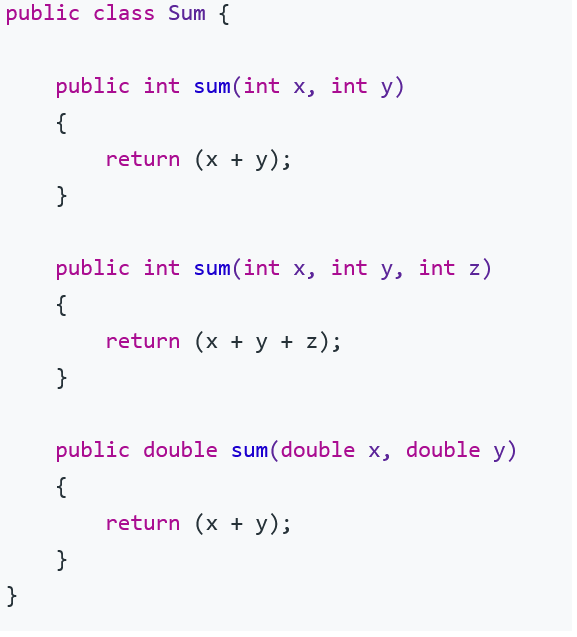 public class Sum {
    public int sum(int x, int y)
    {
        return (x + y);
    }
    public int sum(int x, int y, int z)
    {
        return (x + y + z);
    }
    public double sum(double x, double y)
    {
        return (x + y);
    }
}